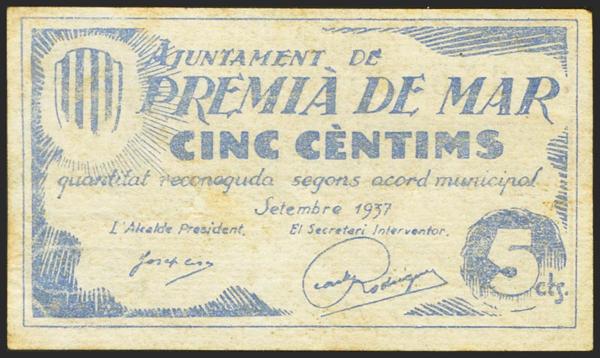 AJUNTAMENT DE
PREMIÀ DE MAR
CINC CÈNTIMS
quantitat reconeguda segons acord municipal
Setembre 1937
L'Alcalde President, El Secretari Interventor.
5
cts.